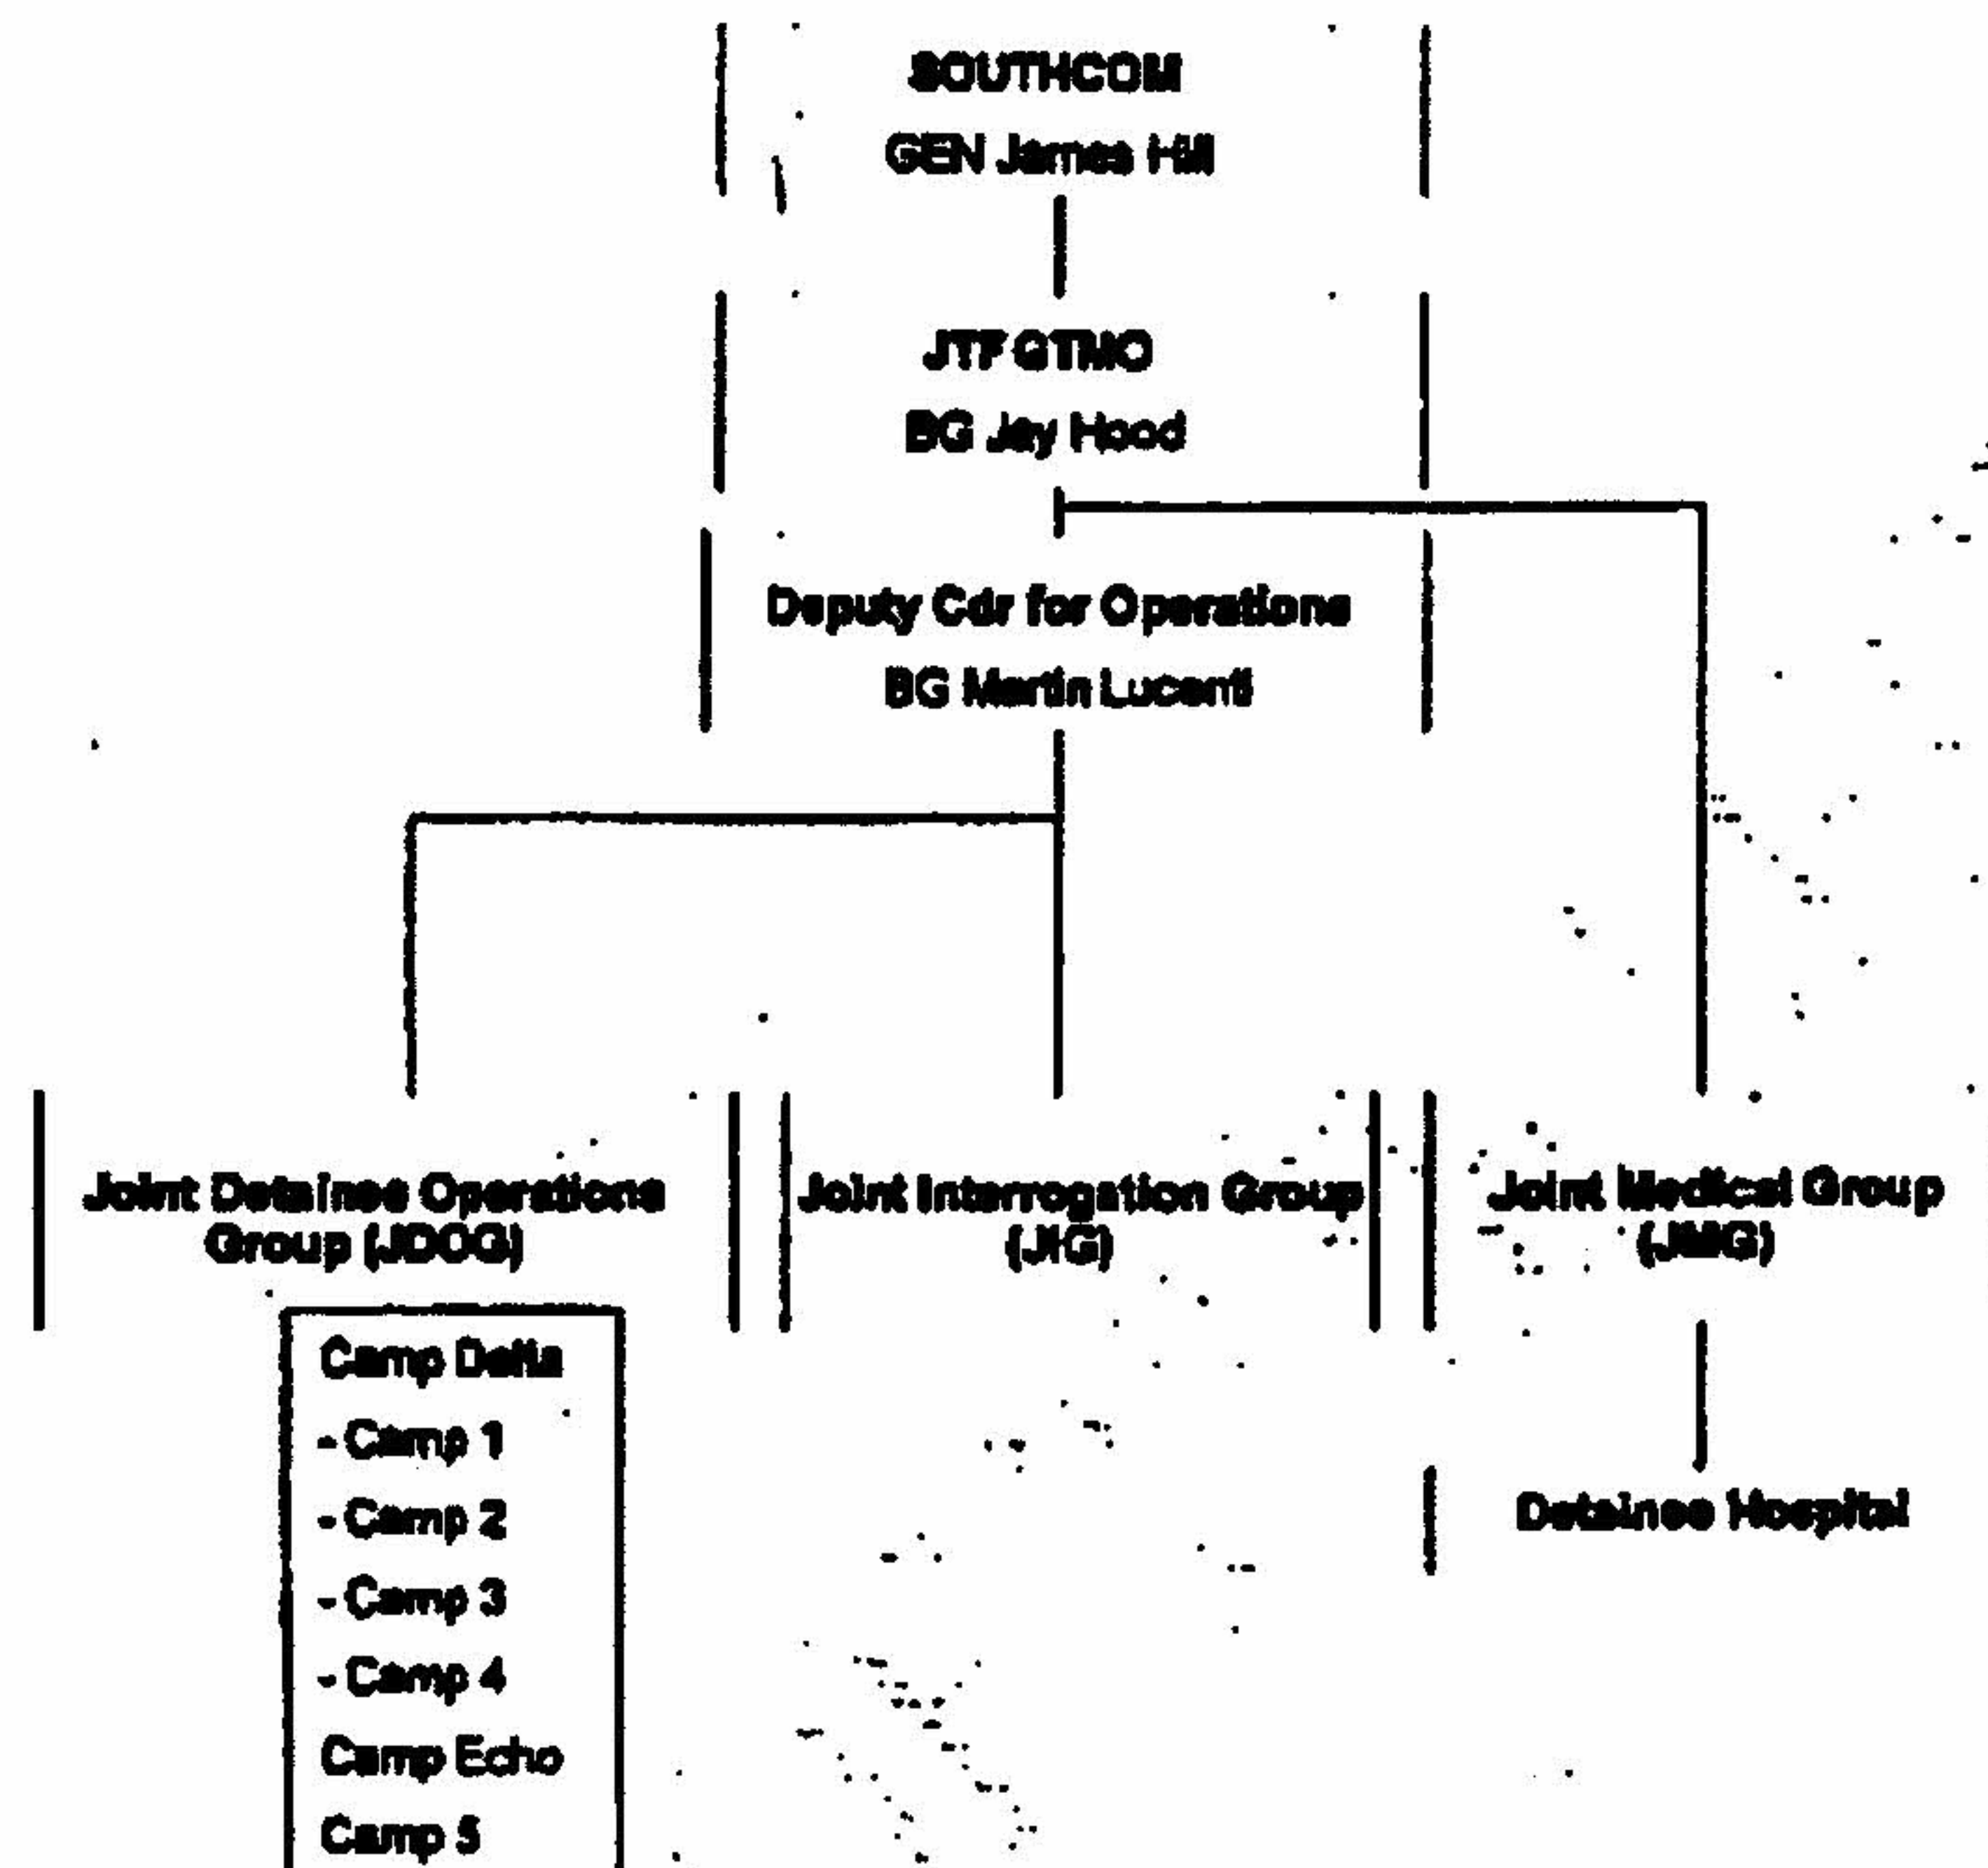 SOUTHCOM
GEN James Hill
JTF GTMO
BG Jay Hood
Deputy Cdr for Operations
BG Martin Lucenti
Joint Detainee Operations
Group (JDOG)
Joint Interrogation Group
(JIG)
Joint Medical Group
(JMG)
Camp Delta
- Camp 1
- Camp 2
- Camp 3
- Camp 4
Camp Echo
Camp 5
Detainee Hospital